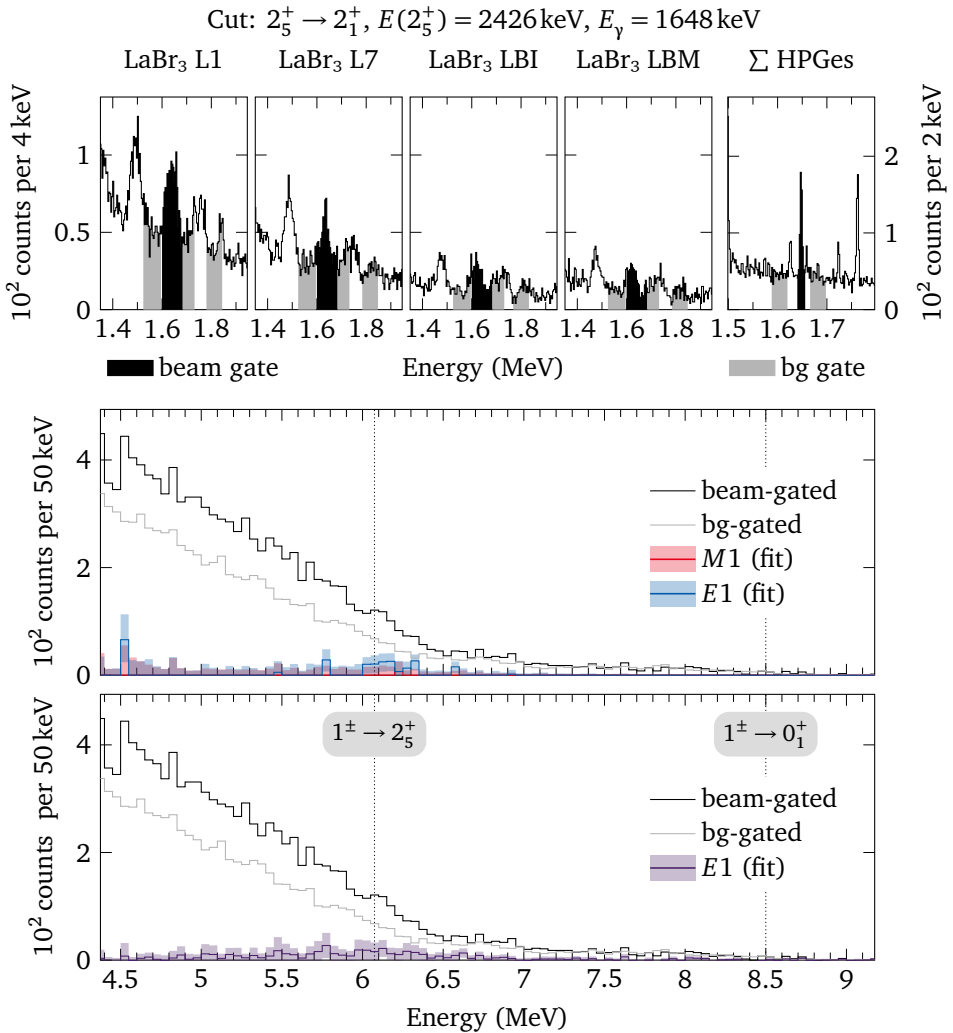 Cut: 2₅⁺ → 2₁⁺, E(2₅⁺) = 2426 keV, E_γ = 1648 keV
LaBr₃ L1 LaBr₃ L7 LaBr₃ LBI LaBr₃ LBM ∑ HPGes
10² counts per 4 keV
0 0.5 1
1.4 1.6 1.8 1.4 1.6 1.8 1.4 1.6 1.8 1.4 1.6 1.8 1.5 1.6 1.7
0 1 2
10² counts per 2 keV
beam gate Energy (MeV) bg gate
10² counts per 50 keV
0 2 4
beam-gated
bg-gated
M1 (fit)
E1 (fit)
10² counts per 50 keV
0 2 4
1^± → 2₅⁺ 1^± → 0₁⁺
beam-gated
bg-gated
E1 (fit)
4.5 5 5.5 6 6.5 7 7.5 8 8.5 9
Energy (MeV)